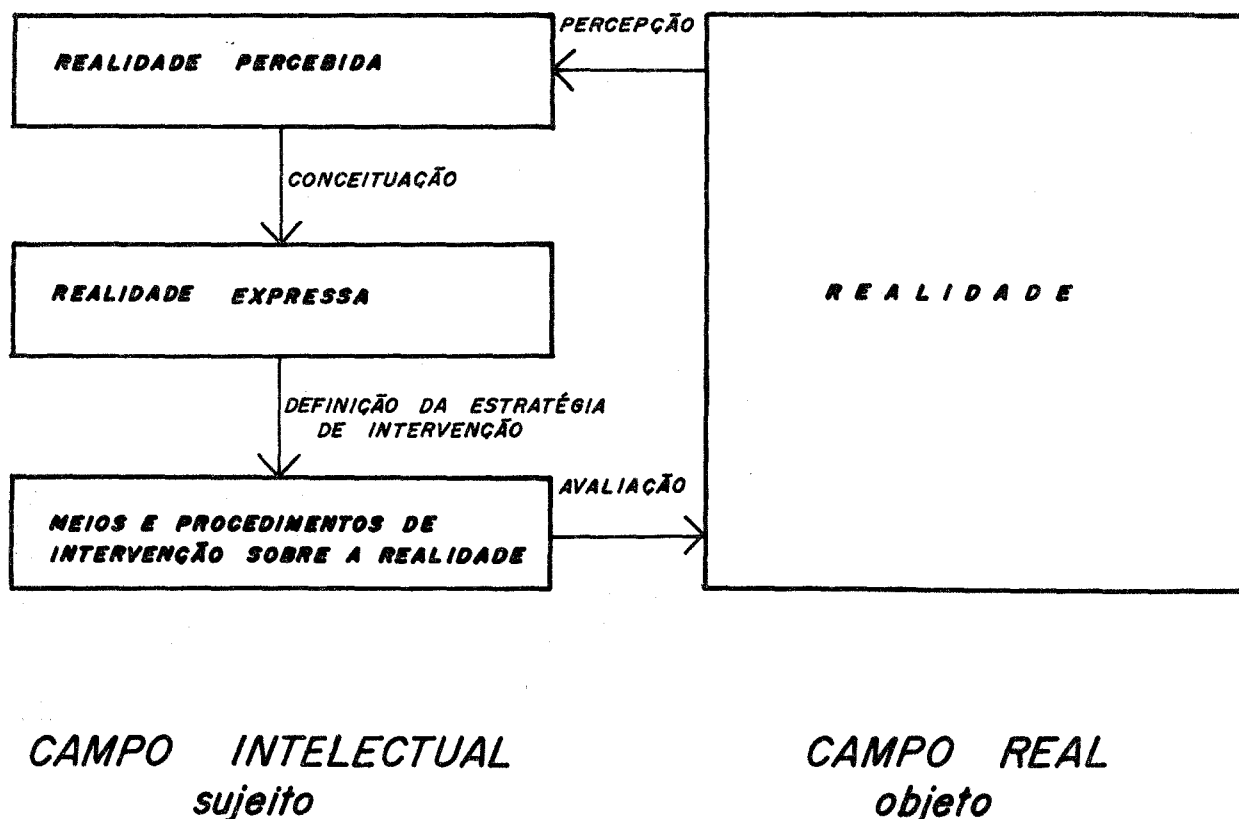 PERCEPÇÃO
REALIDADE PERCEBIDA
CONCEITUAÇÃO
REALIDADE EXPRESSA
REALIDADE
DEFINIÇÃO DA ESTRATÉGIA
DE INTERVENÇÃO
AVALIAÇÃO
MEIOS E PROCEDIMENTOS DE
INTERVENÇÃO SOBRE A REALIDADE
CAMPO INTELECTUAL
sujeito
CAMPO REAL
objeto